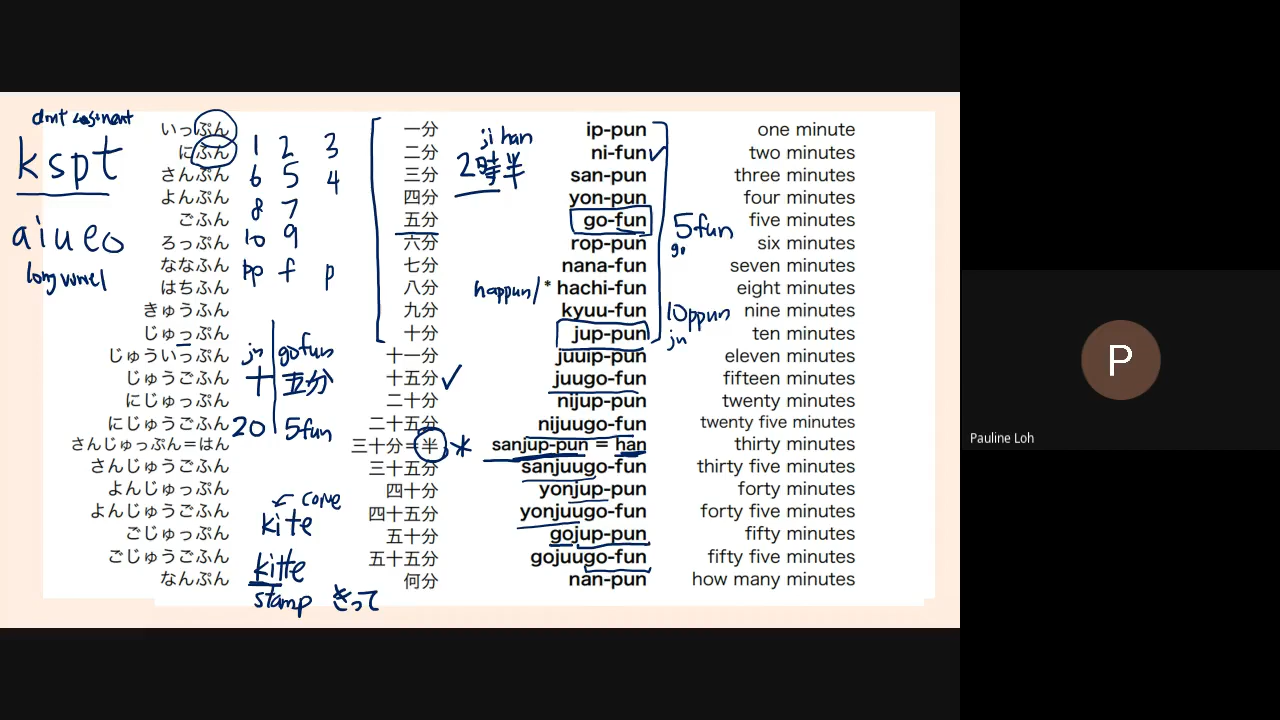 いっぷん 一分 ip-pun one minute
にふん 二分 ni-fun two minutes
さんぷん 三分 san-pun three minutes
よんぷん 四分 yon-pun four minutes
ごふん 五分 go-fun five minutes
ろっぷん 六分 rop-pun six minutes
ななふん 七分 nana-fun seven minutes
はちふん 八分 * hachi-fun eight minutes
きゅうふん 九分 kyuu-fun nine minutes
じゅっぷん 十分 jup-pun ten minutes
じゅういっぷん 十一分 juuip-pun eleven minutes
じゅうごふん 十五分 juugo-fun fifteen minutes
にじゅっぷん 二十分 nijup-pun twenty minutes
にじゅうごふん 二十五分 nijuugo-fun twenty five minutes
さんじゅっぷん＝はん 三十分＝半 sanjup-pun = han thirty minutes
さんじゅうごふん 三十五分 sanjuugo-fun thirty five minutes
よんじゅっぷん 四十分 yonjup-pun forty minutes
よんじゅうごふん 四十五分 yonjuugo-fun forty five minutes
ごじゅっぷん 五十分 gojup-pun fifty minutes
ごじゅうごふん 五十五分 gojuugo-fun fifty five minutes
なんぷん 何分 nan-pun how many minutes
kspt
aiueo
long vowel
1 2 3
6 5 4
8 7
10 9
pp f p
go fun
十 五分
20 5fun
come
kite
kitte
stamp きって
ji han
2時半
happun/
5fun
go
10ppun
P
Pauline Loh